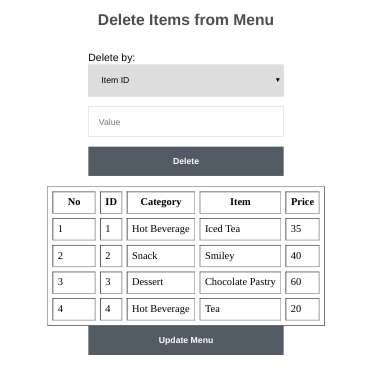 Delete Items from Menu
Delete by:
Item ID
Value
Delete
No ID Category Item Price
1 1 Hot Beverage Iced Tea 35
2 2 Snack Smiley 40
3 3 Dessert Chocolate Pastry 60
4 4 Hot Beverage Tea 20
Update Menu